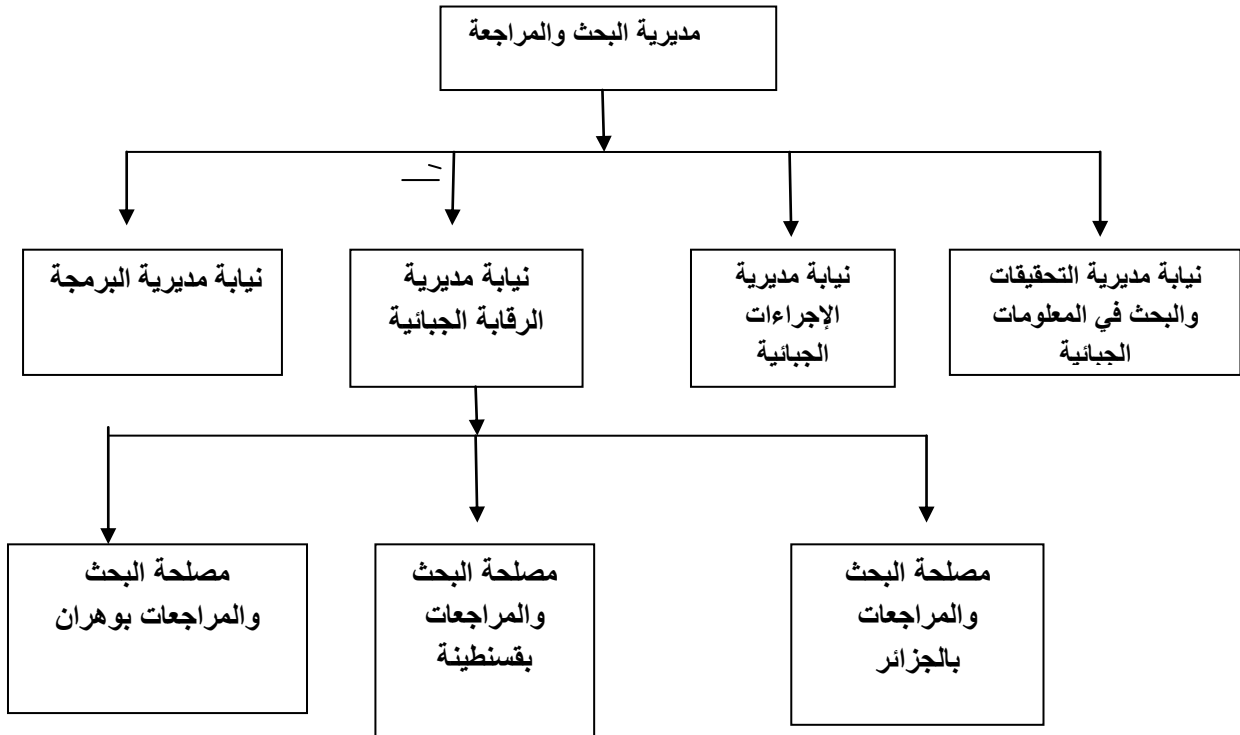 مديرية البحث والمراجعة
نيابة مديرية التحقيقات
والبحث في المعلومات
الجبائية
نيابة مديرية
الإجراءات
الجبائية
نيابة مديرية
الرقابة الجبائية
نيابة مديرية البرمجة
مصلحة البحث
والمراجعات
بالجزائر
مصلحة البحث
والمراجعات
بقسنطينة
مصلحة البحث
والمراجعات بوهران